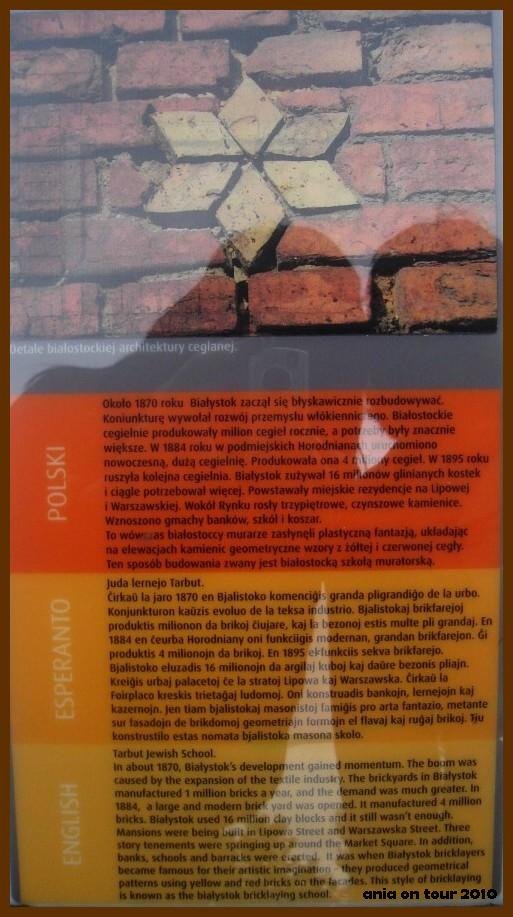 Detale białostockiej architektury ceglanej.
POLSKI
Około 1870 roku Białystok zaczął się błyskawicznie rozbudowywać.
Koniunkturę wywołał rozwój przemysłu włókienniczego. Białostockie
cegielnie produkowały milion cegieł rocznie, a potrzeby były znacznie
większe. W 1884 roku w podmiejskich Horodnianach uruchomiono
nowoczesną, dużą cegielnię. Produkowała ona 4 miliony cegieł. W 1895 roku
ruszyła kolejna cegielnia. Białystok zużywał 16 milionów glinianych kostek
i ciągle potrzebował więcej. Powstawały miejskie rezydencje na Lipowej
i Warszawskiej. Wokół Rynku rosły trzypiętrowe, czynszowe kamienice.
Wznoszono gmachy banków, szkół i koszar.
To wówczas białostoccy murarze zasłynęli plastyczną fantazją, układając
na elewacjach kamienic geometryczne wzory z żółtej i czerwonej cegły.
Ten sposób budowania zwany jest białostocką szkołą muratorską.
ESPERANTO
Juda lernejo Tarbut.
Ĉirkaŭ la jaro 1870 en Bjalistoko komenciĝis granda pligrandiĝo de la urbo.
Konjunkturon kaŭzis evoluo de la teksa industrio. Bjalistokaj brikfarejoj
produktis milionon da brikoj ĉiujare, kaj la bezonoj estis multe pli grandaj. En
1884 en ĉeurba Horodniany oni funkciigis modernan, grandan brikfarejon. Ĝi
produktis 4 milionojn da brikoj. En 1895 ekfunkciis sekva brikfarejo.
Bjalistoko eluzadis 16 milionojn da argilaj kuboj kaj daŭre bezonis pliajn.
Kreiĝis urbaj palacetoj ĉe la stratoj Lipowa kaj Warszawska. Ĉirkaŭ la
Foirplaco kreskis trietaĝaj ludomoj. Oni konstruadis bankojn, lernejojn kaj
kazernojn. Jen tiam bjalistokaj masonistoj famiĝis pro arta fantazio, metante
sur fasadojn de brikdomoj geometriajn formojn el flavaj kaj ruĝaj brikoj. Tiu
konstrustilo estas nomata bjalistoka masona skolo.
ENGLISH
Tarbut Jewish School.
In about 1870, Białystok's development gained momentum. The boom was
caused by the expansion of the textile industry. The brickyards in Białystok
manufactured 1 million bricks a year, and the demand was much greater. In
1884, a large and modern brick yard was opened. It manufactured 4 million
bricks. Białystok used 16 million clay blocks and it still wasn't enough.
Mansions were being built in Lipowa Street and Warszawska Street. Three
story tenements were springing up around the Market Square. In addition,
banks, schools and barracks were erected. It was when Białystok bricklayers
became famous for their artistic imagination – they produced geometrical
patterns using yellow and red bricks on the facades. This style of bricklaying
is known as the białystok bricklaying school.
ania on tour 2010